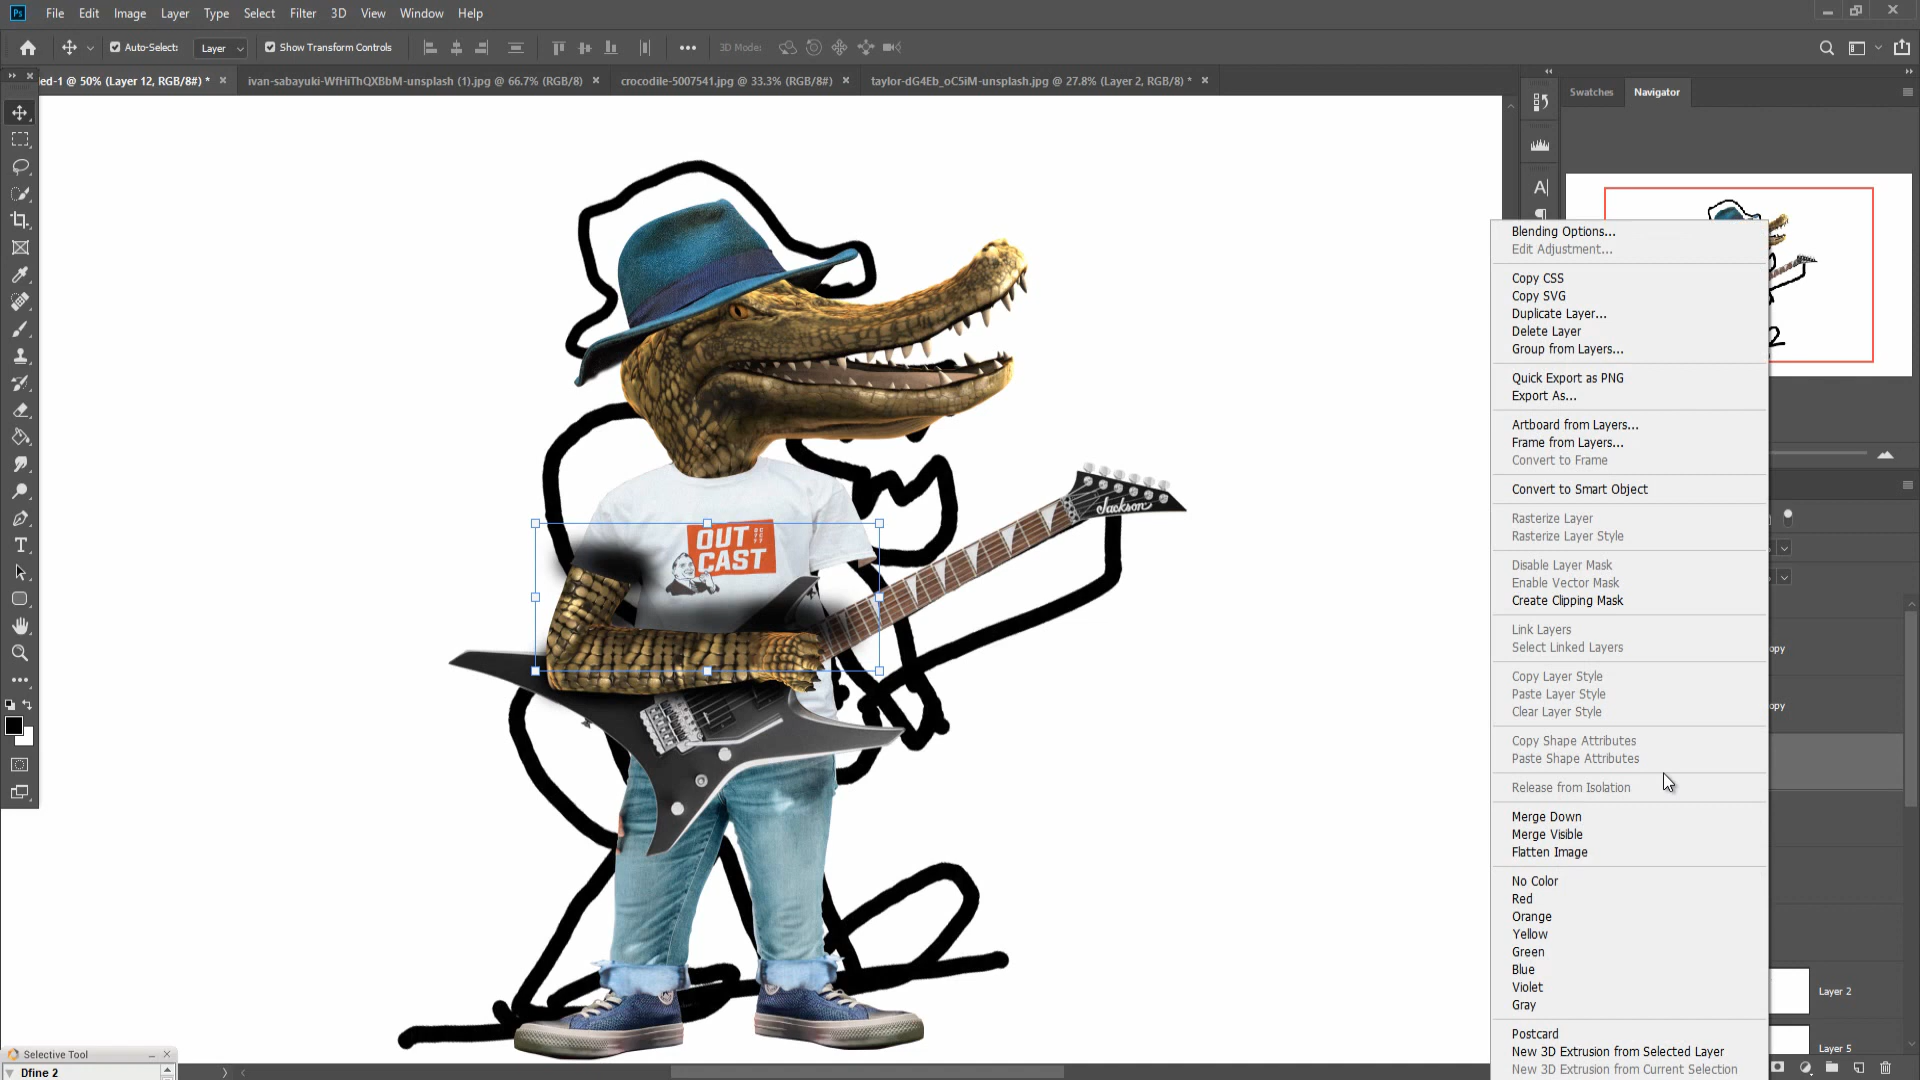 Ps File Edit Image Layer Type Select Filter 3D View Window Help
Auto-Select: Layer Show Transform Controls 3D Mode:
ed-1 @ 50% (Layer 12, RGB/8#) * ivan-sabayuki-WfHiThQXBbM-unsplash (1).jpg @ 66.7% (RGB/8) crocodile-5007541.jpg @ 33.3% (RGB/8#) taylor-dG4Eb_oC5iM-unsplash.jpg @ 27.8% (Layer 2, RGB/8) *
Swatches Navigator
OUT
CAST
Jackson
Blending Options...
Edit Adjustment...
Copy CSS
Copy SVG
Duplicate Layer...
Delete Layer
Group from Layers...
Quick Export as PNG
Export As...
Artboard from Layers...
Frame from Layers...
Convert to Frame
Convert to Smart Object
Rasterize Layer
Rasterize Layer Style
Disable Layer Mask
Enable Vector Mask
Create Clipping Mask
Link Layers
Select Linked Layers
Copy Layer Style
Paste Layer Style
Clear Layer Style
Copy Shape Attributes
Paste Shape Attributes
Release from Isolation
Merge Down
Merge Visible
Flatten Image
No Color
Red
Orange
Yellow
Green
Blue
Violet
Gray
Postcard
New 3D Extrusion from Selected Layer
New 3D Extrusion from Current Selection
opy
opy
Layer 2
Layer 5
Selective Tool
Dfine 2